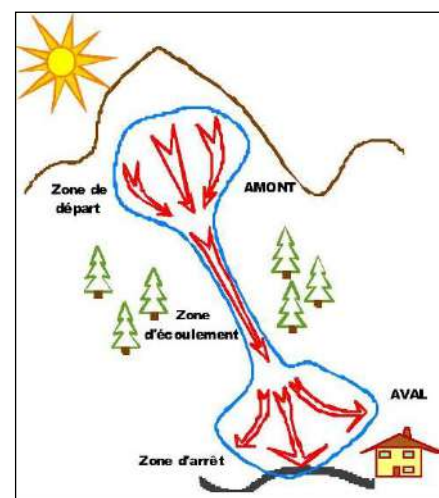 Zone de
départ
AMONT
Zone
d'écoulement
AVAL
Zone d'arrêt